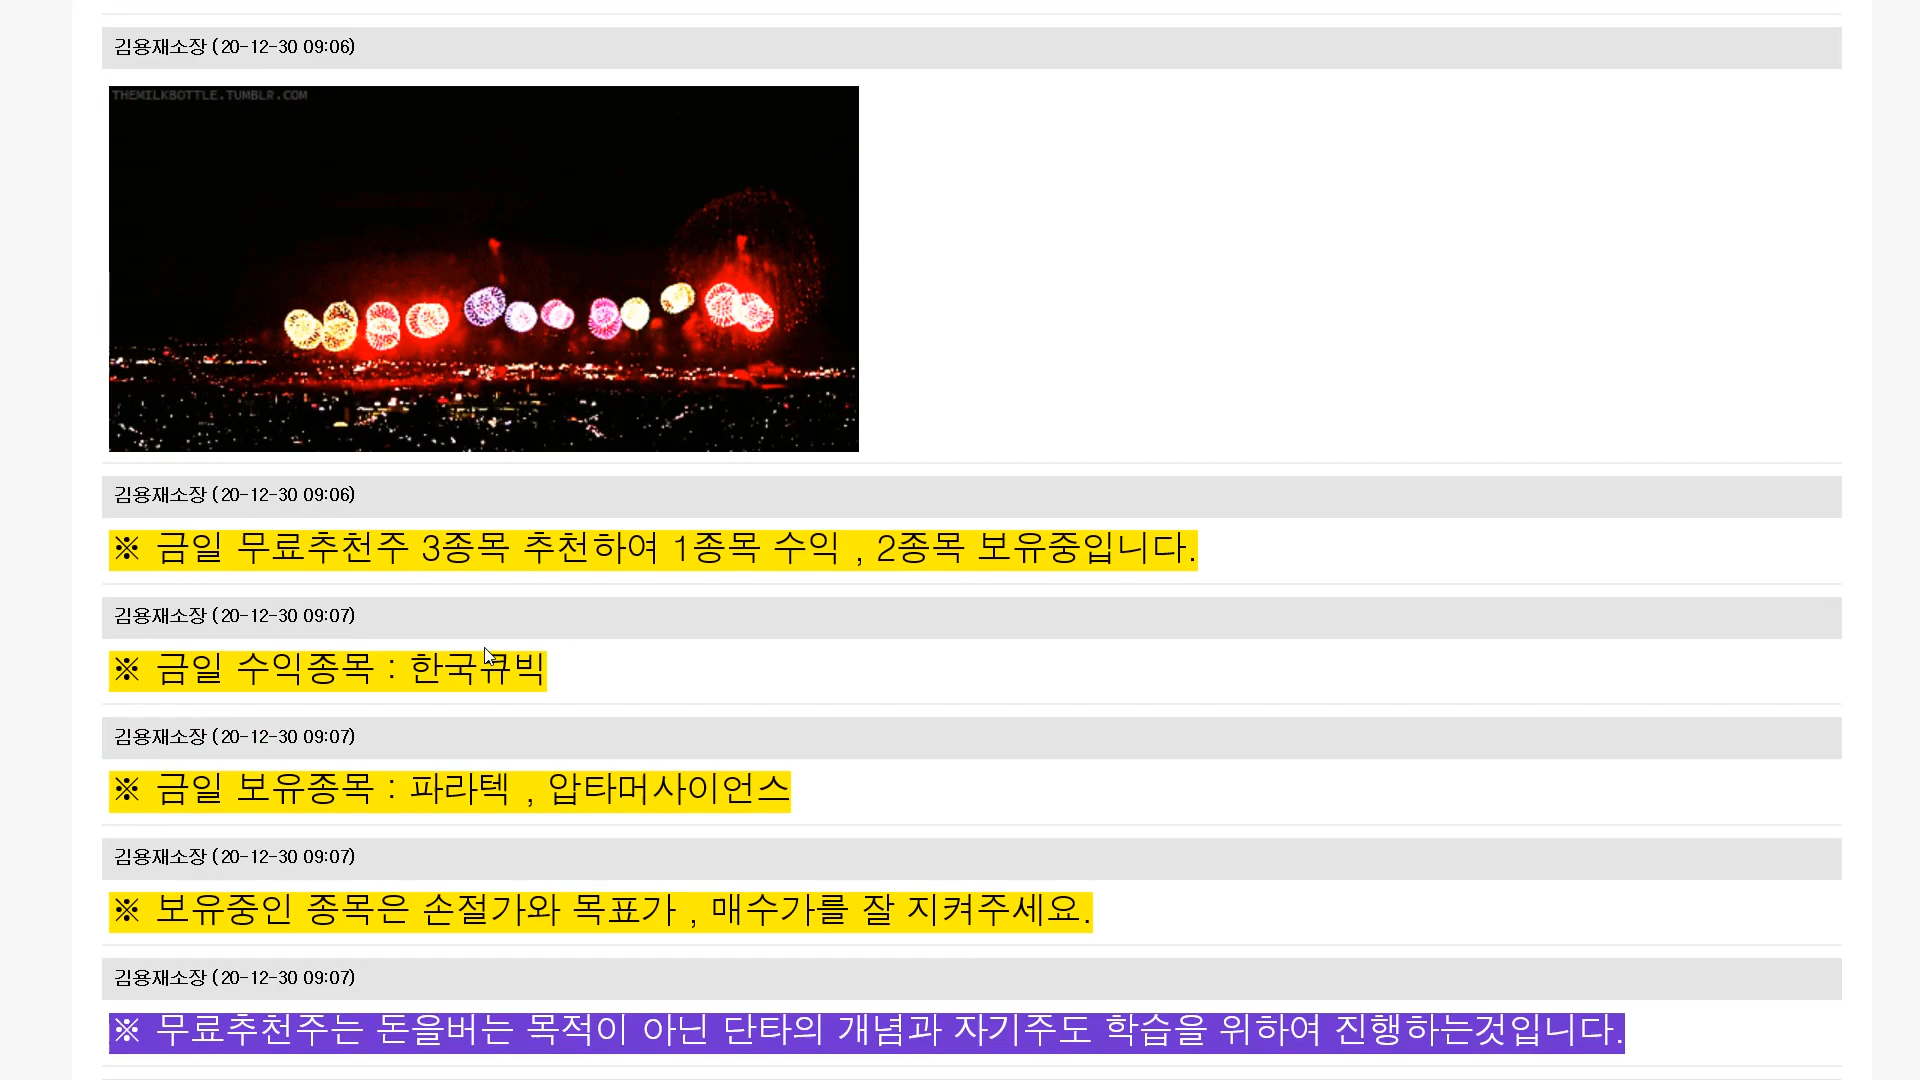 김용재소장 (20-12-30 09:06)
THEMILKBOTTLE.TUMBLR.COM
김용재소장 (20-12-30 09:06)
※ 금일 무료추천주 3종목 추천하여 1종목 수익 , 2종목 보유중입니다.
김용재소장 (20-12-30 09:07)
※ 금일 수익종목 : 한국큐빅
김용재소장 (20-12-30 09:07)
※ 금일 보유종목 : 파라텍 , 압타머사이언스
김용재소장 (20-12-30 09:07)
※ 보유중인 종목은 손절가와 목표가 , 매수가를 잘 지켜주세요.
김용재소장 (20-12-30 09:07)
※ 무료추천주는 돈을버는 목적이 아닌 단타의 개념과 자기주도 학습을 위하여 진행하는것입니다.